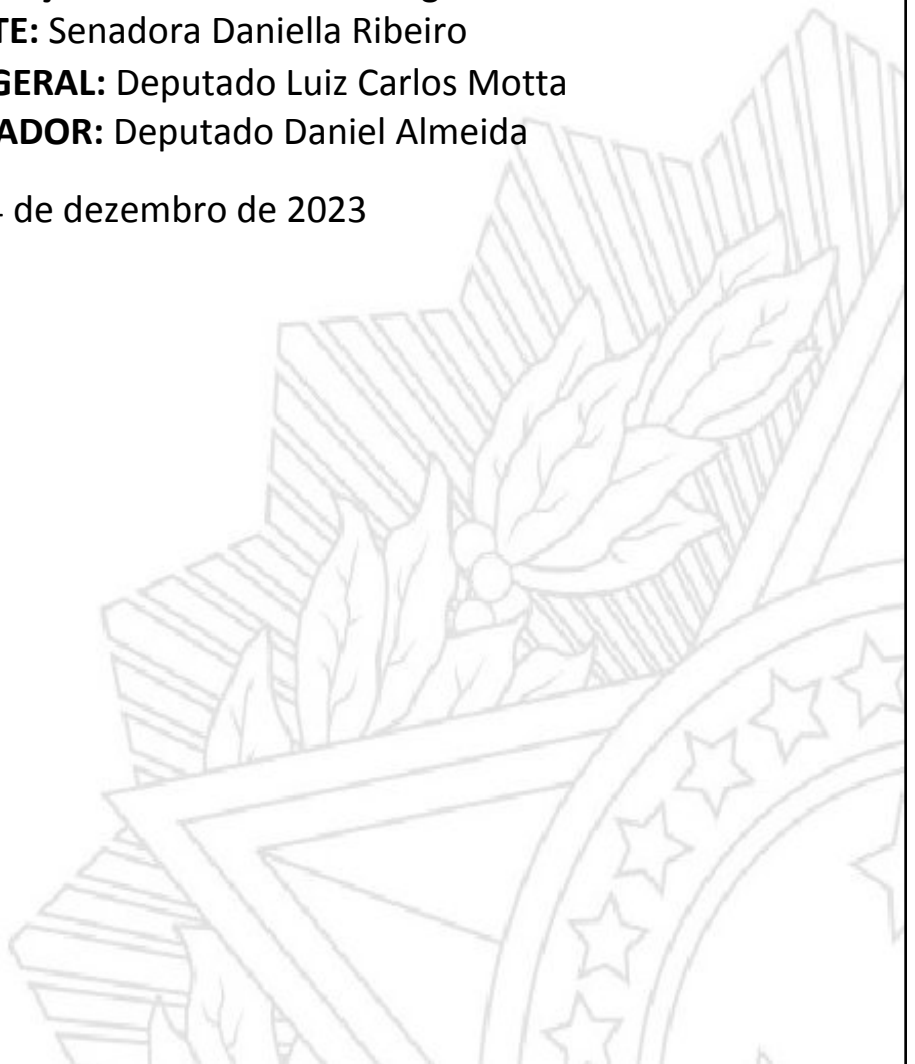 TE: Senadora Daniella Ribeiro
GERAL: Deputado Luiz Carlos Motta
ADOR: Deputado Daniel Almeida
de dezembro de 2023